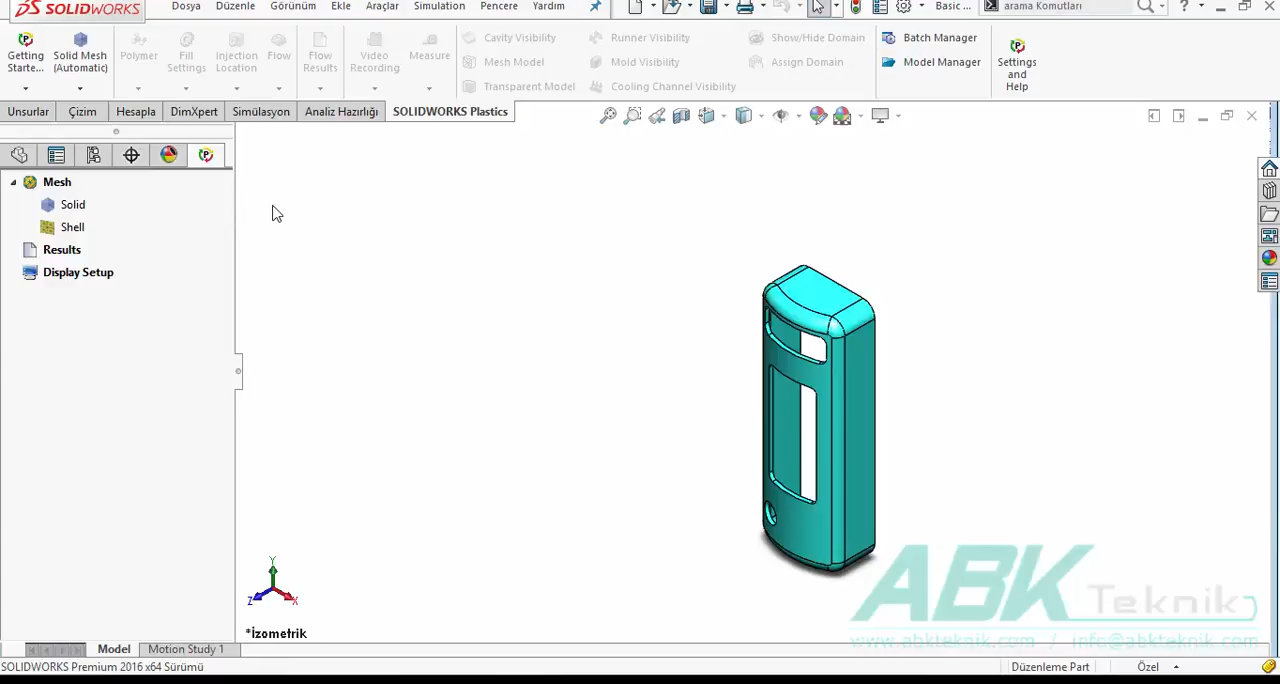 SOLIDWORKS
Dosya Düzenle Görünüm Ekle Araçlar Simulation Pencere Yardım
Basic ...
arama Komutları
Getting Starte...
Solid Mesh (Automatic)
Polymer
Fill Settings
Injection Location
Flow
Flow Results
Video Recording
Measure
Cavity Visibility
Mesh Model
Transparent Model
Runner Visibility
Mold Visibility
Cooling Channel Visibility
Show/Hide Domain
Assign Domain
Batch Manager
Model Manager
Settings and Help
Unsurlar Çizim Hesapla DimXpert Simülasyon Analiz Hazırlığı SOLIDWORKS Plastics
Mesh
Solid
Shell
Results
Display Setup
Y
Z X
*İzometrik
ABK Teknik
www.abkteknik.com / info@abkteknik.com
Model Motion Study 1
SOLIDWORKS Premium 2016 x64 Sürümü
Düzenleme Part
Özel